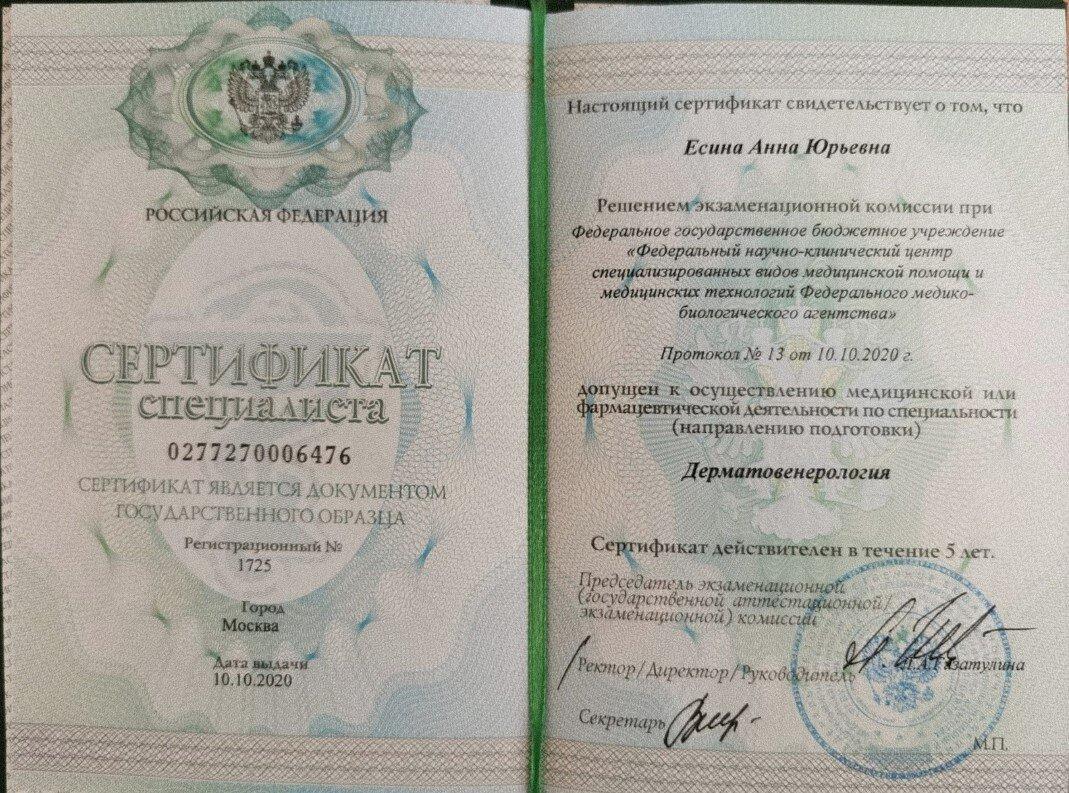 РОССИЙСКАЯ ФЕДЕРАЦИЯ
СЕРТИФИКАТ
специалиста
0277270006476
СЕРТИФИКАТ ЯВЛЯЕТСЯ ДОКУМЕНТОМ
ГОСУДАРСТВЕННОГО ОБРАЗЦА
Регистрационный №
1725
Город
Москва
Дата выдачи
10.10.2020
Настоящий сертификат свидетельствует о том, что
Есина Анна Юрьевна
Решением экзаменационной комиссии при
Федеральное государственное бюджетное учреждение
«Федеральный научно-клинический центр
специализированных видов медицинской помощи и
медицинских технологий Федерального медико-
биологического агентства»
Протокол № 13 от 10.10.2020 г.
допущен к осуществлению медицинской или
фармацевтической деятельности по специальности
(направлению подготовки)
Дерматовенерология
Сертификат действителен в течение 5 лет.
Председатель экзаменационной
(государственной аттестационной/
экзаменационной) комиссии
Ректор/Директор/Руководитель
Секретарь
М.П.